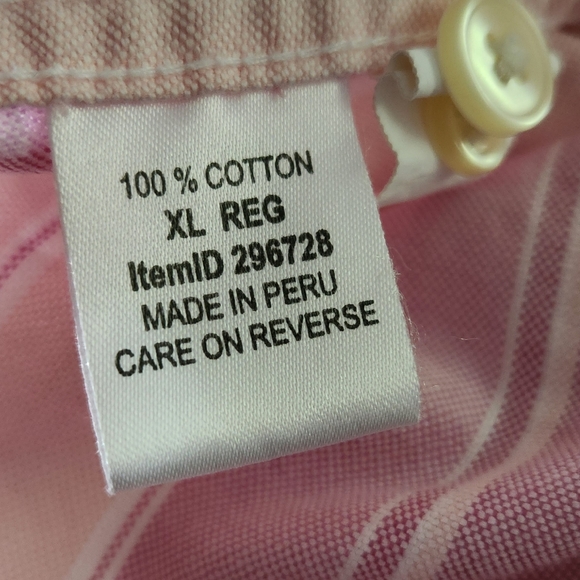 100 % COTTON
XL REG
ItemID 296728
MADE IN PERU
CARE ON REVERSE